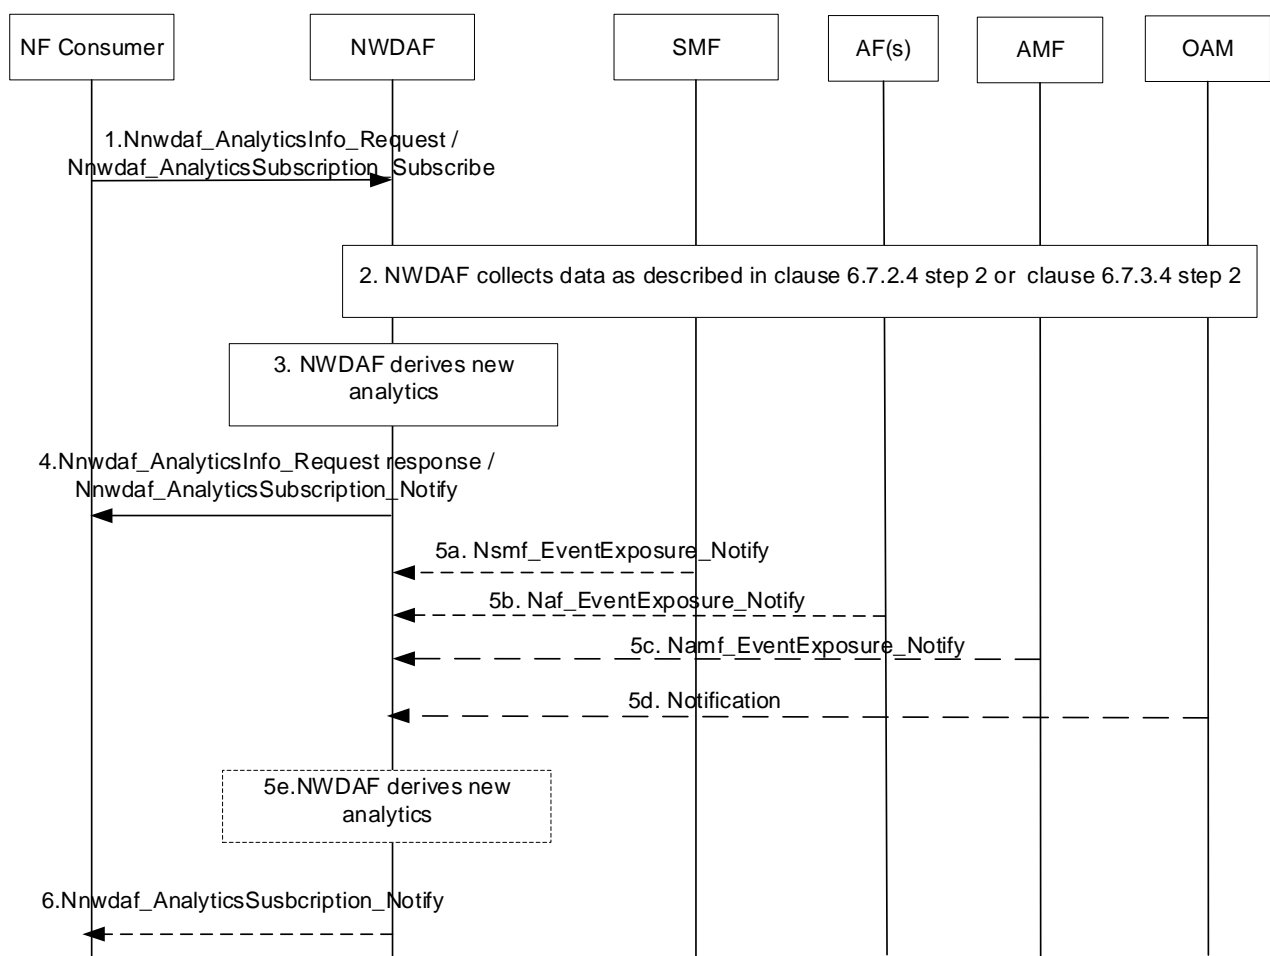 NF Consumer
NWDAF
SMF
AF(s)
AMF
OAM
1.Nnwdaf_AnalyticsInfo_Request /
Nnwdaf_AnalyticsSubscription_Subscribe
2. NWDAF collects data as described in clause 6.7.2.4 step 2 or clause 6.7.3.4 step 2
3. NWDAF derives new
analytics
4.Nnwdaf_AnalyticsInfo_Request response /
Nnwdaf_AnalyticsSubscription_Notify
5a. Nsmf_EventExposure_Notify
5b. Naf_EventExposure_Notify
5c. Namf_EventExposure_Notify
5d. Notification
5e.NWDAF derives new
analytics
6.Nnwdaf_AnalyticsSusbcription_Notify